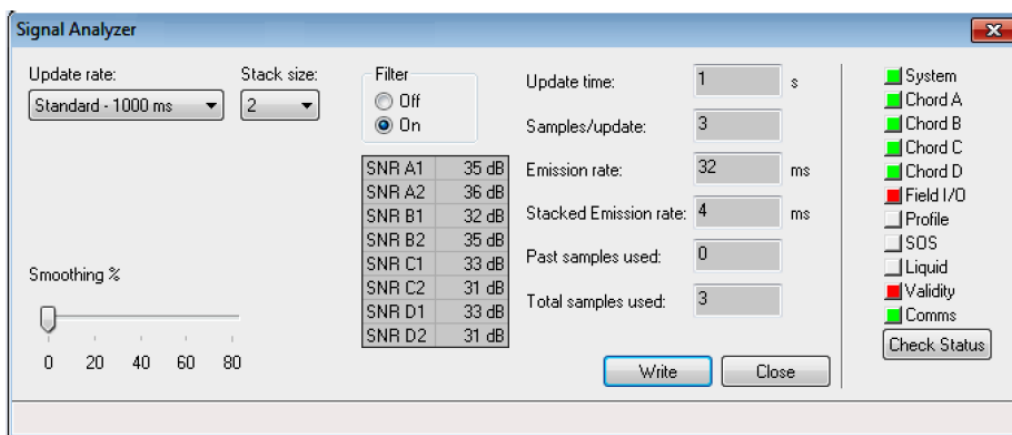 Signal Analyzer
Update rate:
Standard - 1000 ms
Stack size:
2
Smoothing %
0 20 40 60 80
Filter
Off
On
SNR A1 35 dB
SNR A2 36 dB
SNR B1 32 dB
SNR B2 35 dB
SNR C1 33 dB
SNR C2 31 dB
SNR D1 33 dB
SNR D2 31 dB
Update time: 1 s
Samples/update: 3
Emission rate: 32 ms
Stacked Emission rate: 4 ms
Past samples used: 0
Total samples used: 3
Write
Close
System
Chord A
Chord B
Chord C
Chord D
Field I/O
Profile
SOS
Liquid
Validity
Comms
Check Status